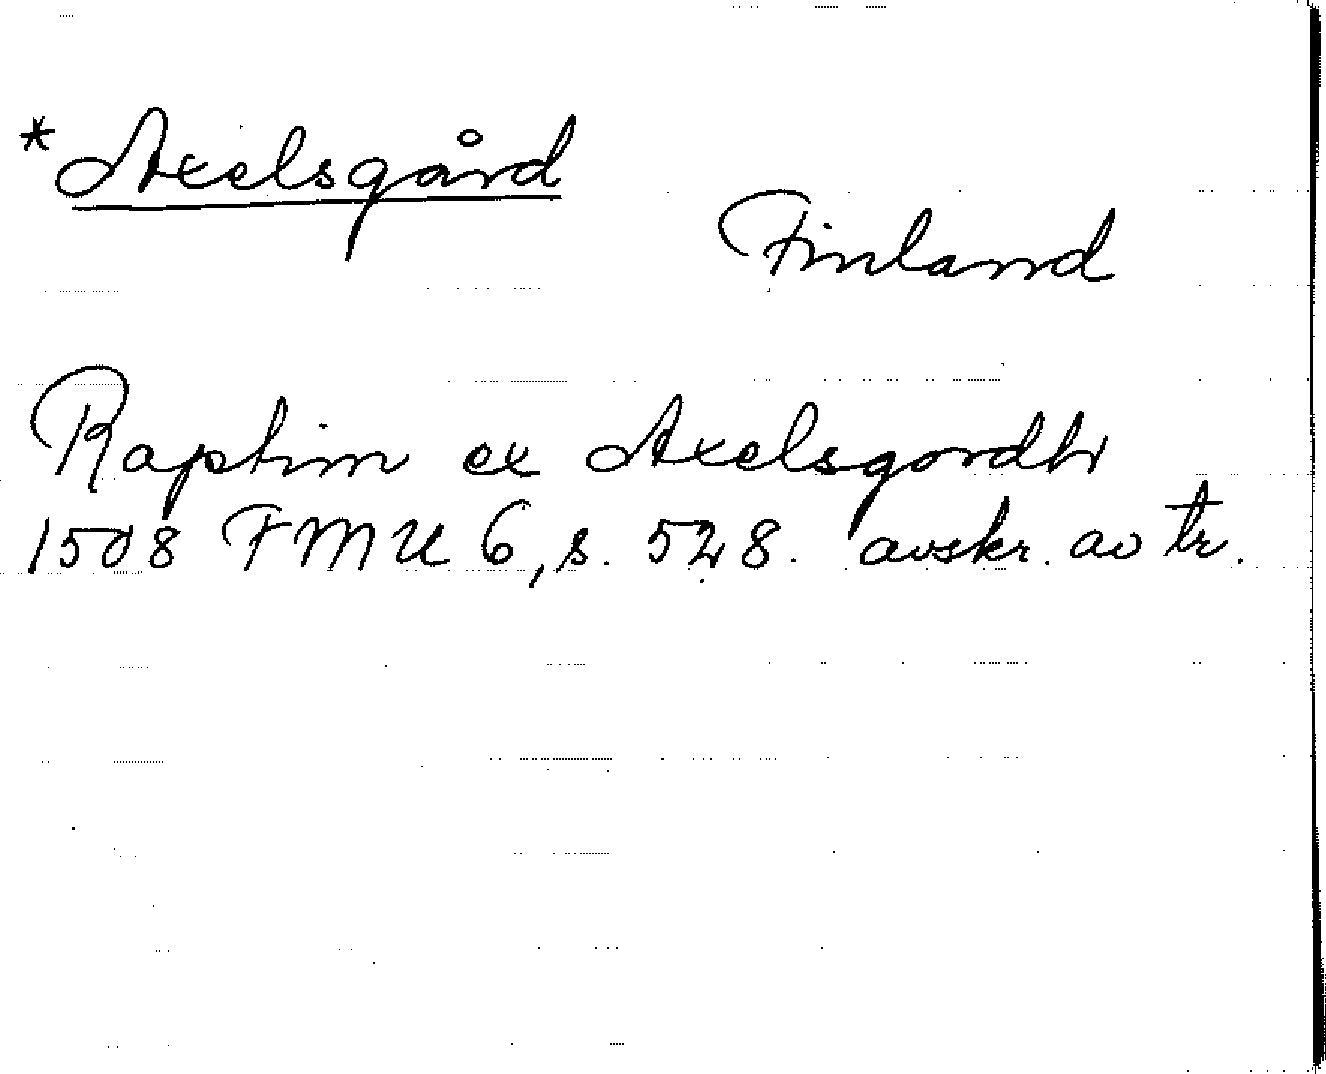 *Axelsgård
Finland
Raptim ex Axelsgordh
1508 FMU 6, s. 528. avskr. av tr.